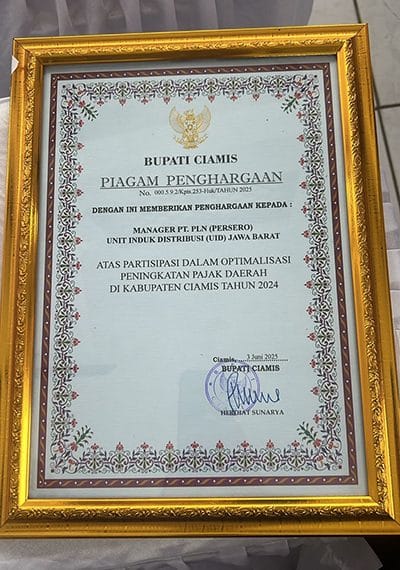 BUPATI CIAMIS
PIAGAM PENGHARGAAN
No. 000.5.9.2/Kpts.253-Huk/TAHUN 2025
DENGAN INI MEMBERIKAN PENGHARGAAN KEPADA :
MANAGER PT. PLN (PERSERO)
UNIT INDUK DISTRIBUSI (UID) JAWA BARAT
ATAS PARTISIPASI DALAM OPTIMALISASI
PENINGKATAN PAJAK DAERAH
DI KABUPATEN CIAMIS TAHUN 2024
Ciamis, 3 Juni 2025
BUPATI CIAMIS
HERDIAT SUNARYA